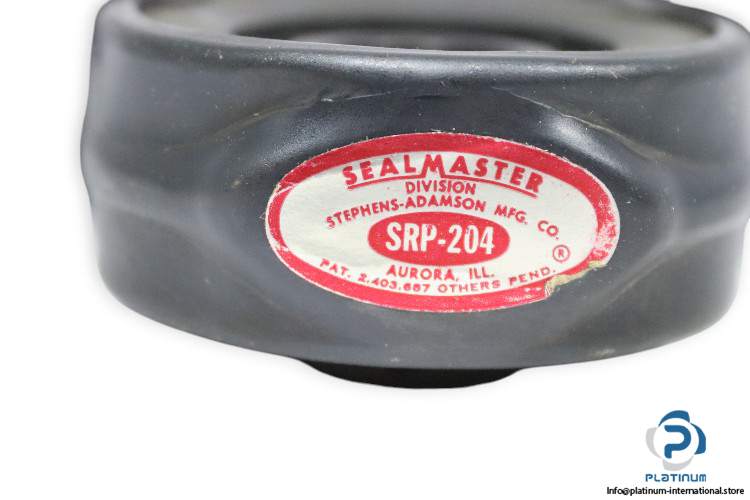 SEALMASTER
DIVISION
STEPHENS-ADAMSON MFG. CO.
SRP-204
®
AURORA, ILL.
PAT. 2,403,687 OTHERS PEND.
PLATINUM
Info@platinum-international.store